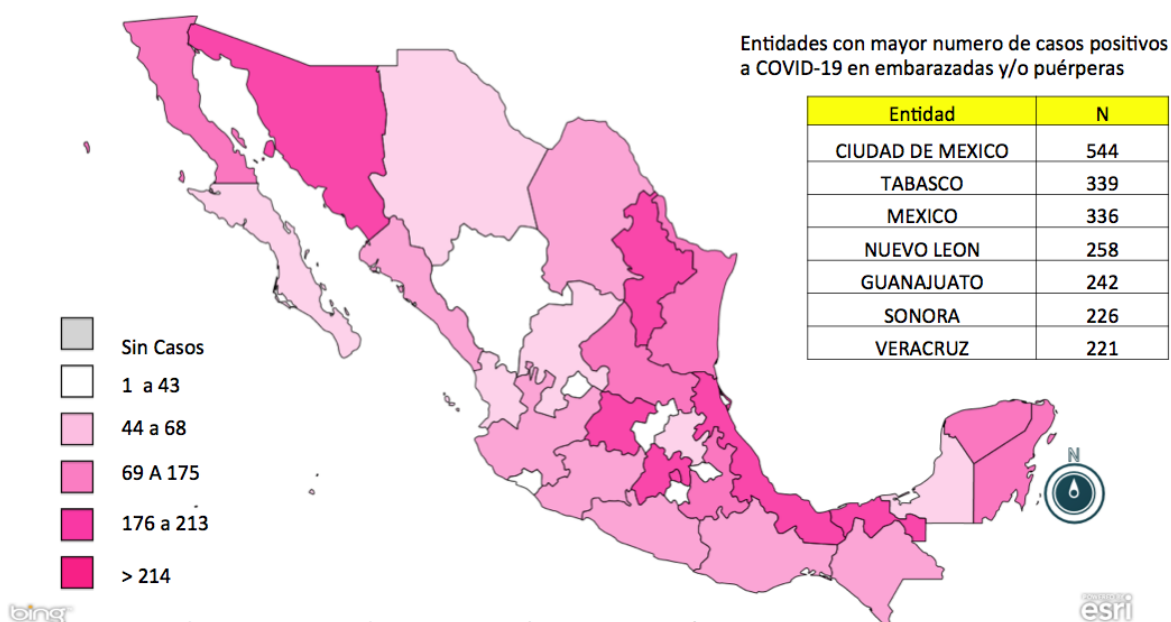 Entidades con mayor numero de casos positivos
a COVID-19 en embarazadas y/o puérperas
Entidad N
CIUDAD DE MEXICO 544
TABASCO 339
MEXICO 336
NUEVO LEON 258
GUANAJUATO 242
SONORA 226
VERACRUZ 221
Sin Casos
1 a 43
44 a 68
69 A 175
176 a 213
> 214
N
bing
POWERED BY
esri